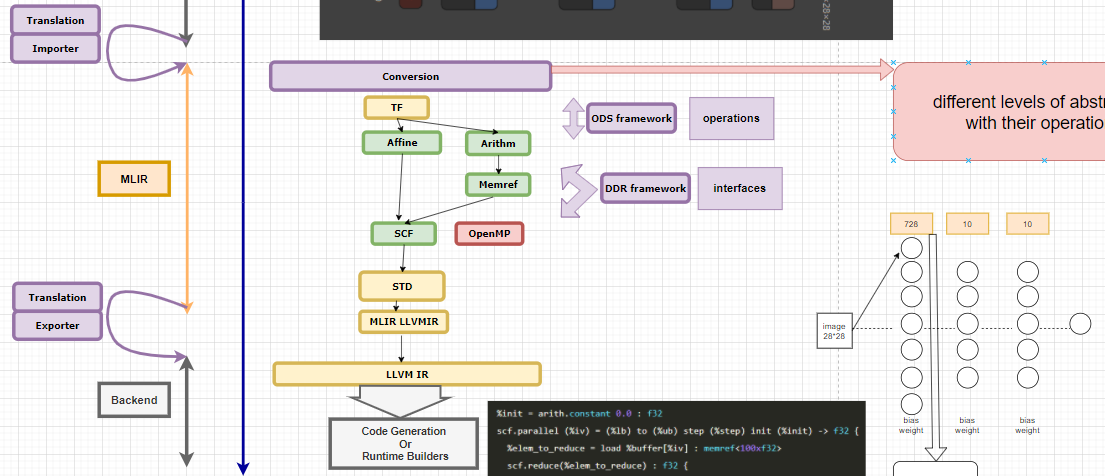 28×28
Translation
Importer
Conversion
TF
Affine
Arithm
Memref
SCF
OpenMP
STD
MLIR LLVMIR
LLVM IR
Code Generation
Or
Runtime Builders
ODS framework
operations
DDR framework
interfaces
MLIR
Translation
Exporter
Backend
different levels of abst
with their operatio
728
10
10
image
28*28
bias
weight
bias
weight
bias
weight
%init = arith.constant 0.0 : f32
scf.parallel (%iv) = (%lb) to (%ub) step (%step) init (%init) -> f32 {
%elem_to_reduce = load %buffer[%iv] : memref<100xf32>
scf.reduce(%elem_to_reduce) : f32 {